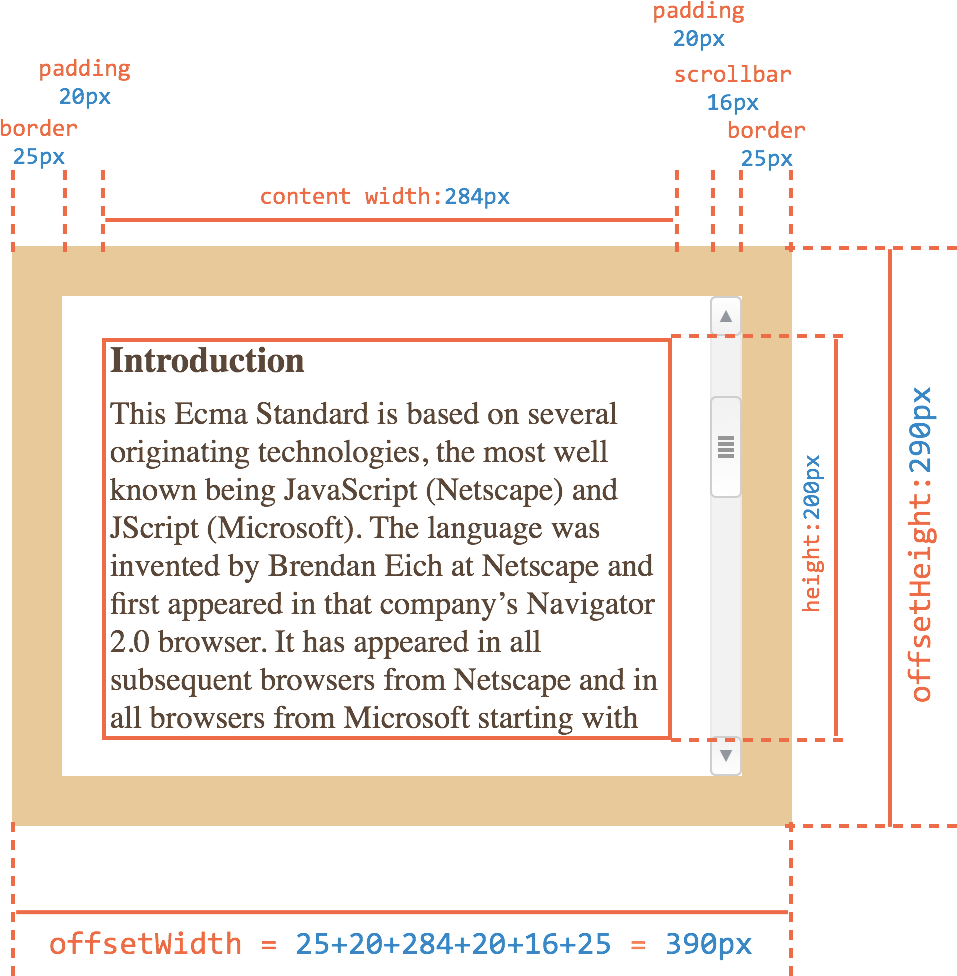 padding
20px
padding
20px
scrollbar
16px
border
25px
border
25px
content width:284px
Introduction
This Ecma Standard is based on several
originating technologies, the most well
known being JavaScript (Netscape) and
JScript (Microsoft). The language was
invented by Brendan Eich at Netscape and
first appeared in that company’s Navigator
2.0 browser. It has appeared in all
subsequent browsers from Netscape and in
all browsers from Microsoft starting with
height:200px
offsetHeight:290px
offsetWidth = 25+20+284+20+16+25 = 390px